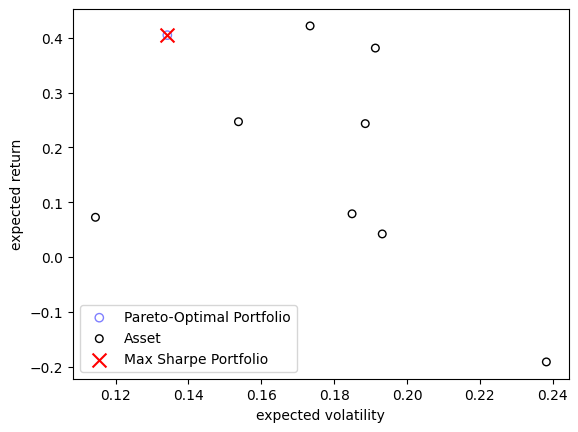 0.4
0.3
0.2
0.1
0.0
−0.1
−0.2
expected return
Pareto-Optimal Portfolio
Asset
Max Sharpe Portfolio
0.12
0.14
0.16
0.18
0.20
0.22
0.24
expected volatility